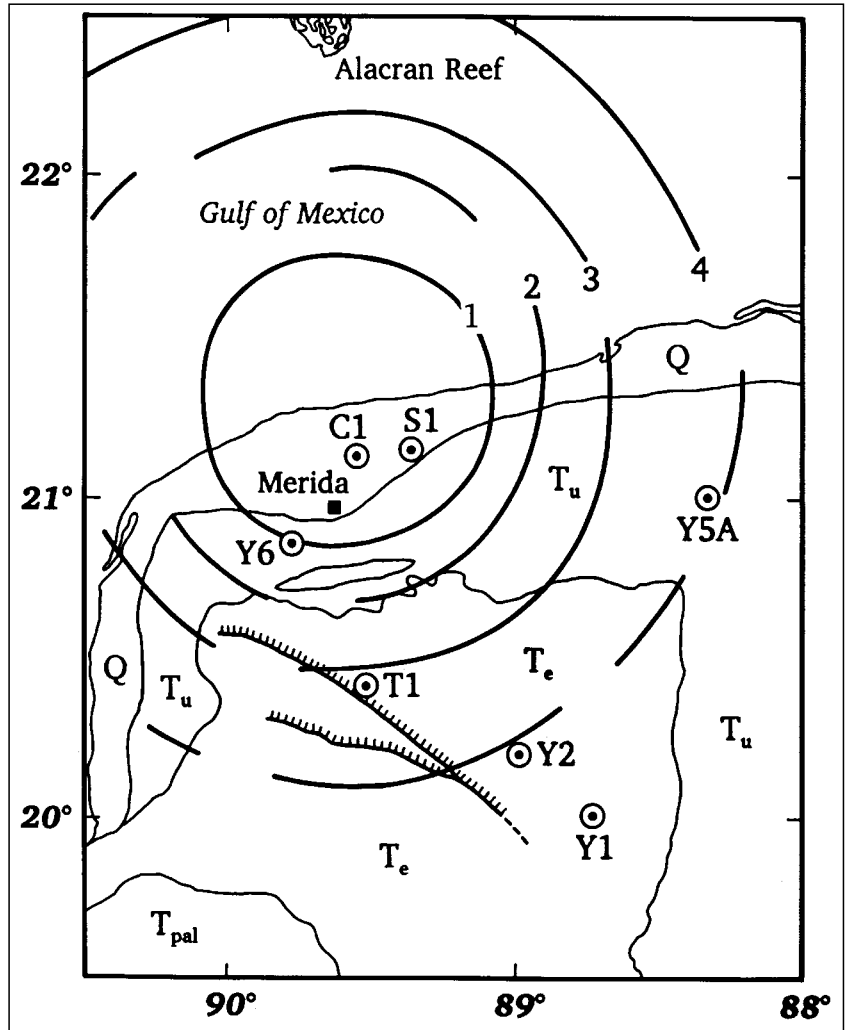 Alacran Reef
22°
Gulf of Mexico
4
3
2
1
Q
C1
S1
Merida
Tu
21°
Y5A
Y6
Te
Q
Tu
T1
Tu
Y2
20°
Y1
Te
Tpal
90°
89°
88°